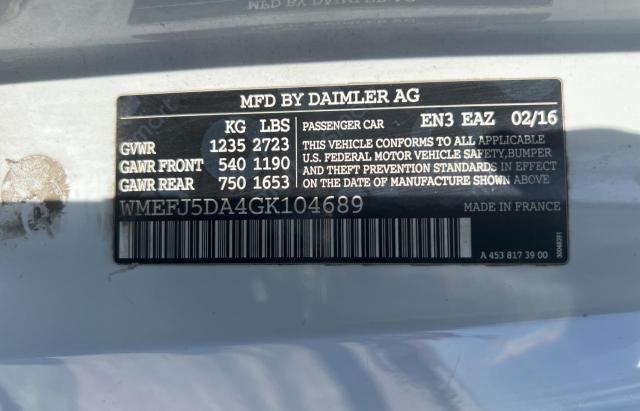 MFD BY DAIMLER AG
KG LBS PASSENGER CAR EN3 EAZ 02/16
GVWR 1235 2723 THIS VEHICLE CONFORMS TO ALL APPLICABLE
GAWR FRONT 540 1190 U.S. FEDERAL MOTOR VEHICLE SAFETY, BUMPER
GAWR REAR 750 1653 AND THEFT PREVENTION STANDARDS IN EFFECT
ON THE DATE OF MANUFACTURE SHOWN ABOVE.
WMEFJ5DA4GK104689 MADE IN FRANCE
A 453 817 39 00